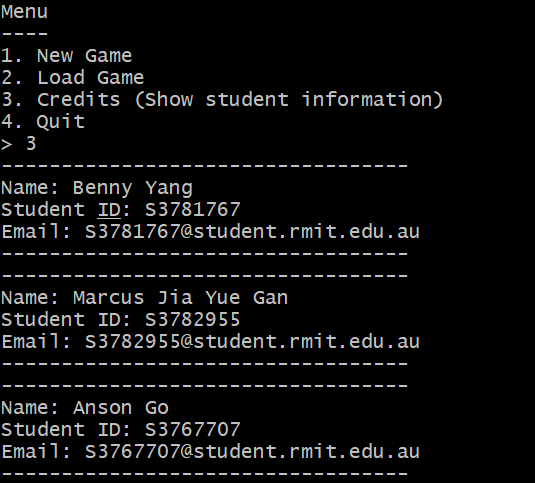 Menu
----
1. New Game
2. Load Game
3. Credits (Show student information)
4. Quit
> 3
----------------------------------
Name: Benny Yang
Student ID: S3781767
Email: S3781767@student.rmit.edu.au
----------------------------------
----------------------------------
Name: Marcus Jia Yue Gan
Student ID: S3782955
Email: S3782955@student.rmit.edu.au
----------------------------------
----------------------------------
Name: Anson Go
Student ID: S3767707
Email: S3767707@student.rmit.edu.au
----------------------------------